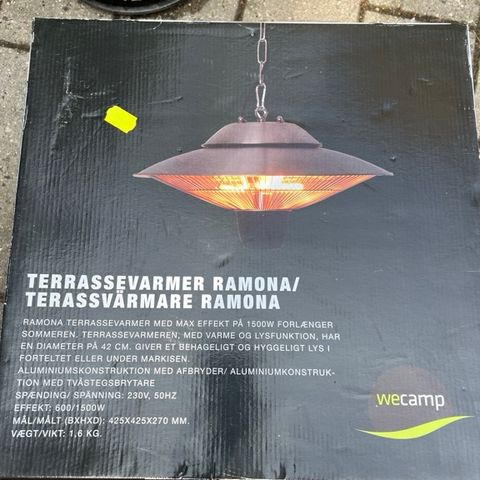 TERRASSEVARMER RAMONA/
TERASSVÄRMARE RAMONA
RAMONA TERRASSEVARMER MED MAX EFFEKT PÅ 1500W FORLÆNGER
SOMMEREN. TERRASSEVARMEREN, MED VARME OG LYSFUNKTION, HAR
EN DIAMETER PÅ 42 CM. GIVER ET BEHAGELIGT OG HYGGELIGT LYS I
FORTELTET ELLER UNDER MARKISEN.
ALUMINIUMSKONSTRUKTION MED AFBRYDER/ ALUMINIUMKONSTRUK-
TION MED TVÅSTEGSBRYTARE
SPÆNDING/ SPÄNNING: 230V, 50HZ
EFFEKT: 600/1500W
MÅL/MÅLT (BXHXD): 425X425X270 MM.
VÆGT/VIKT: 1,6 KG.
wecamp